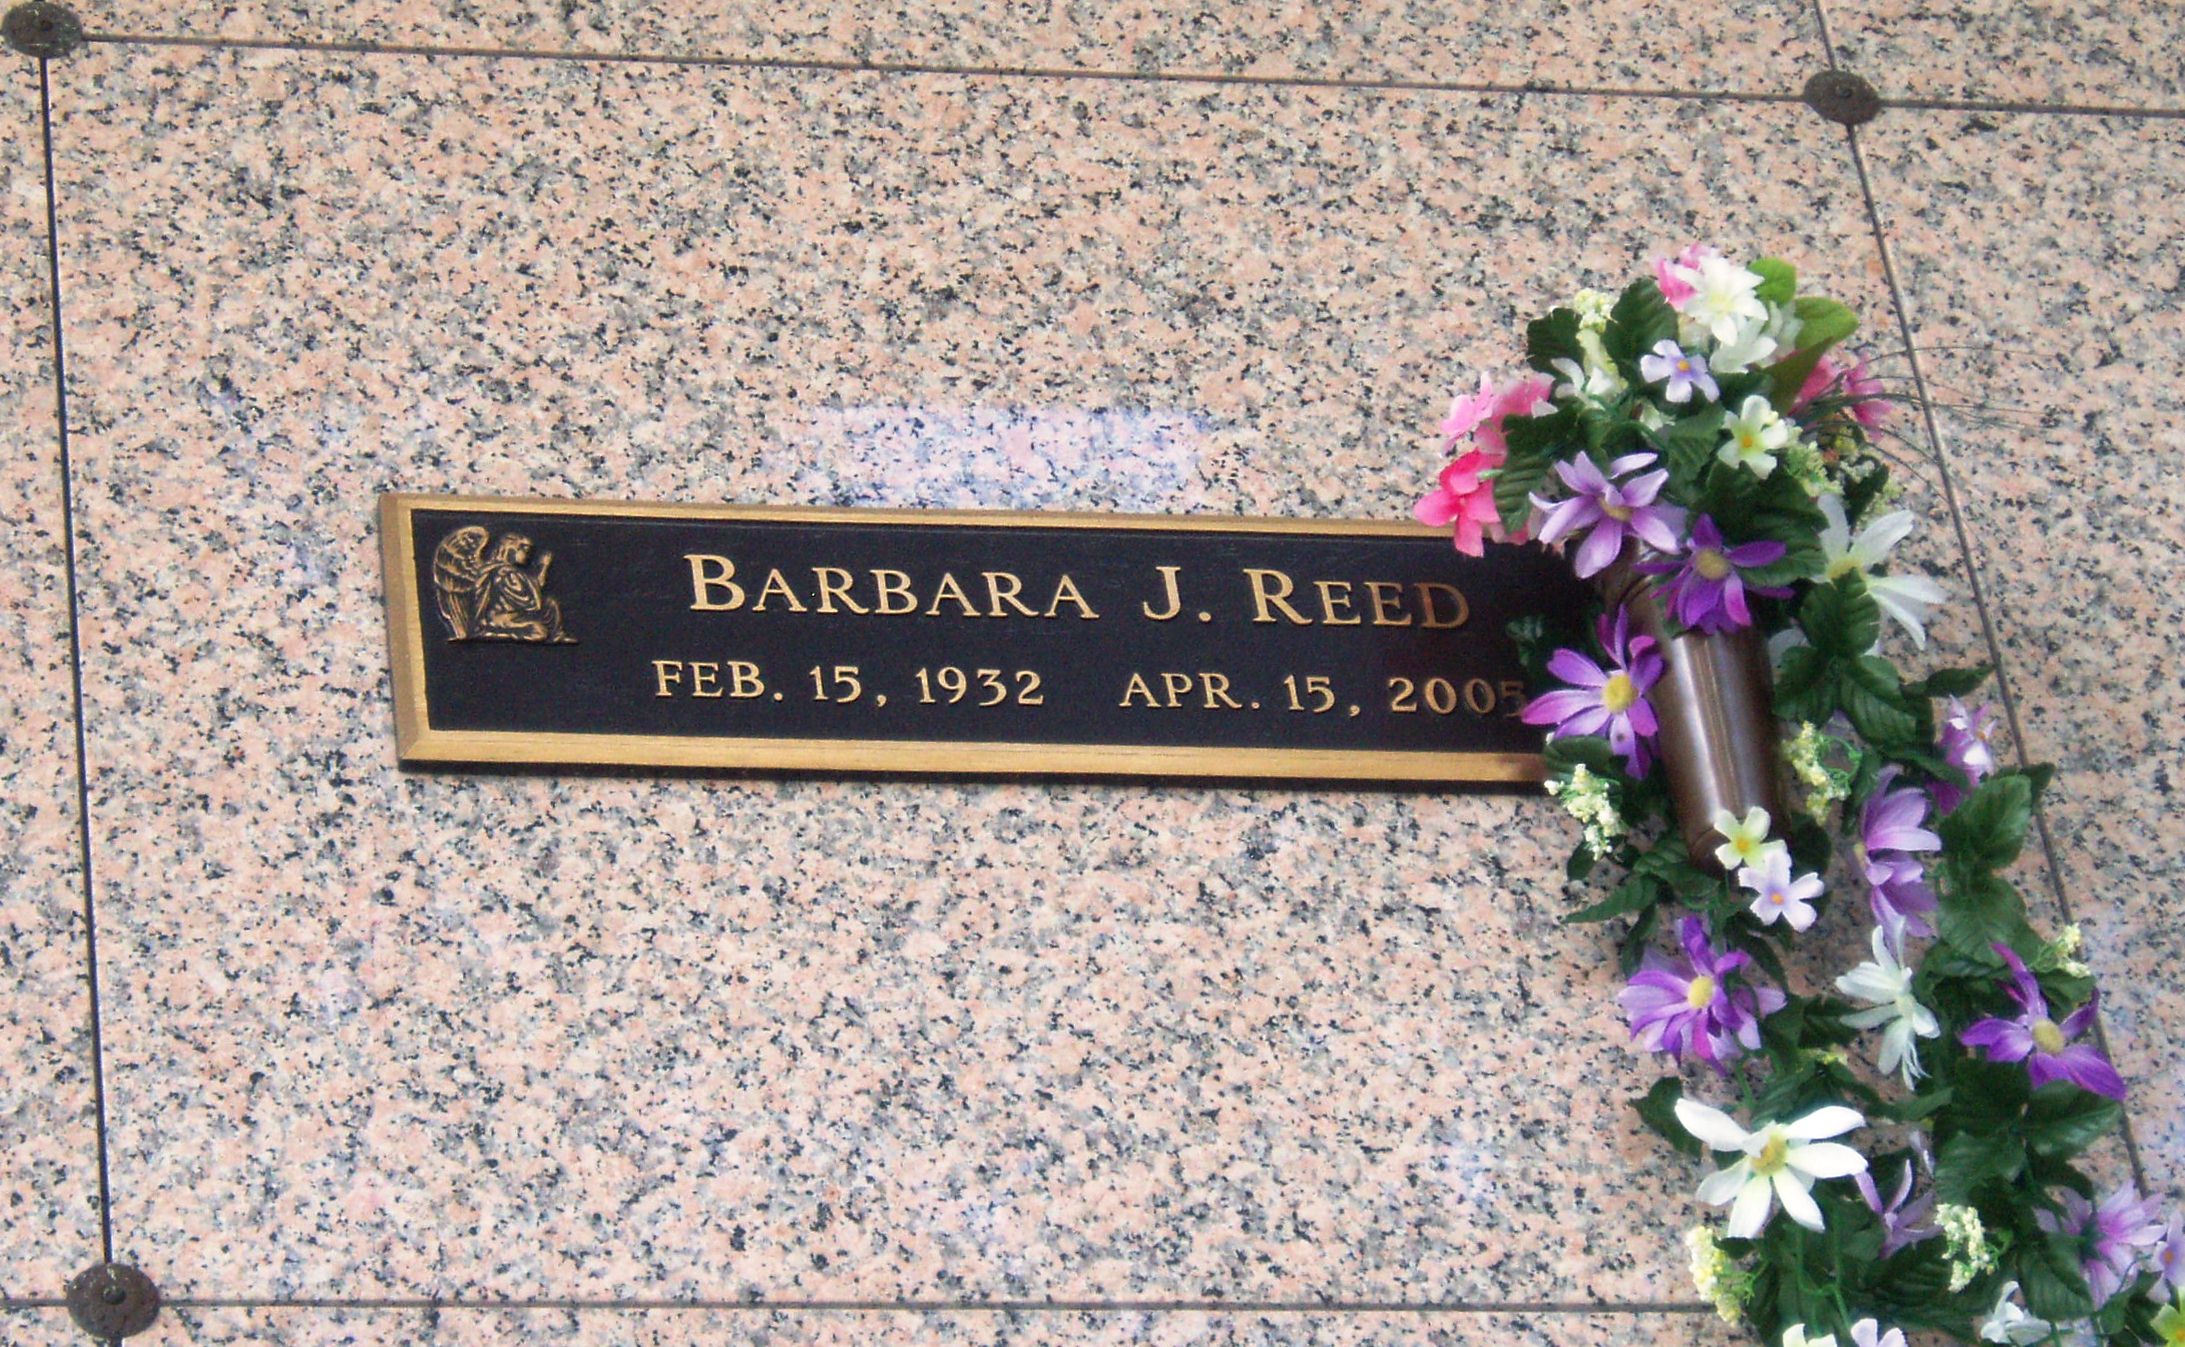 BARBARA J. REED
FEB. 15, 1932 APR. 15, 2005